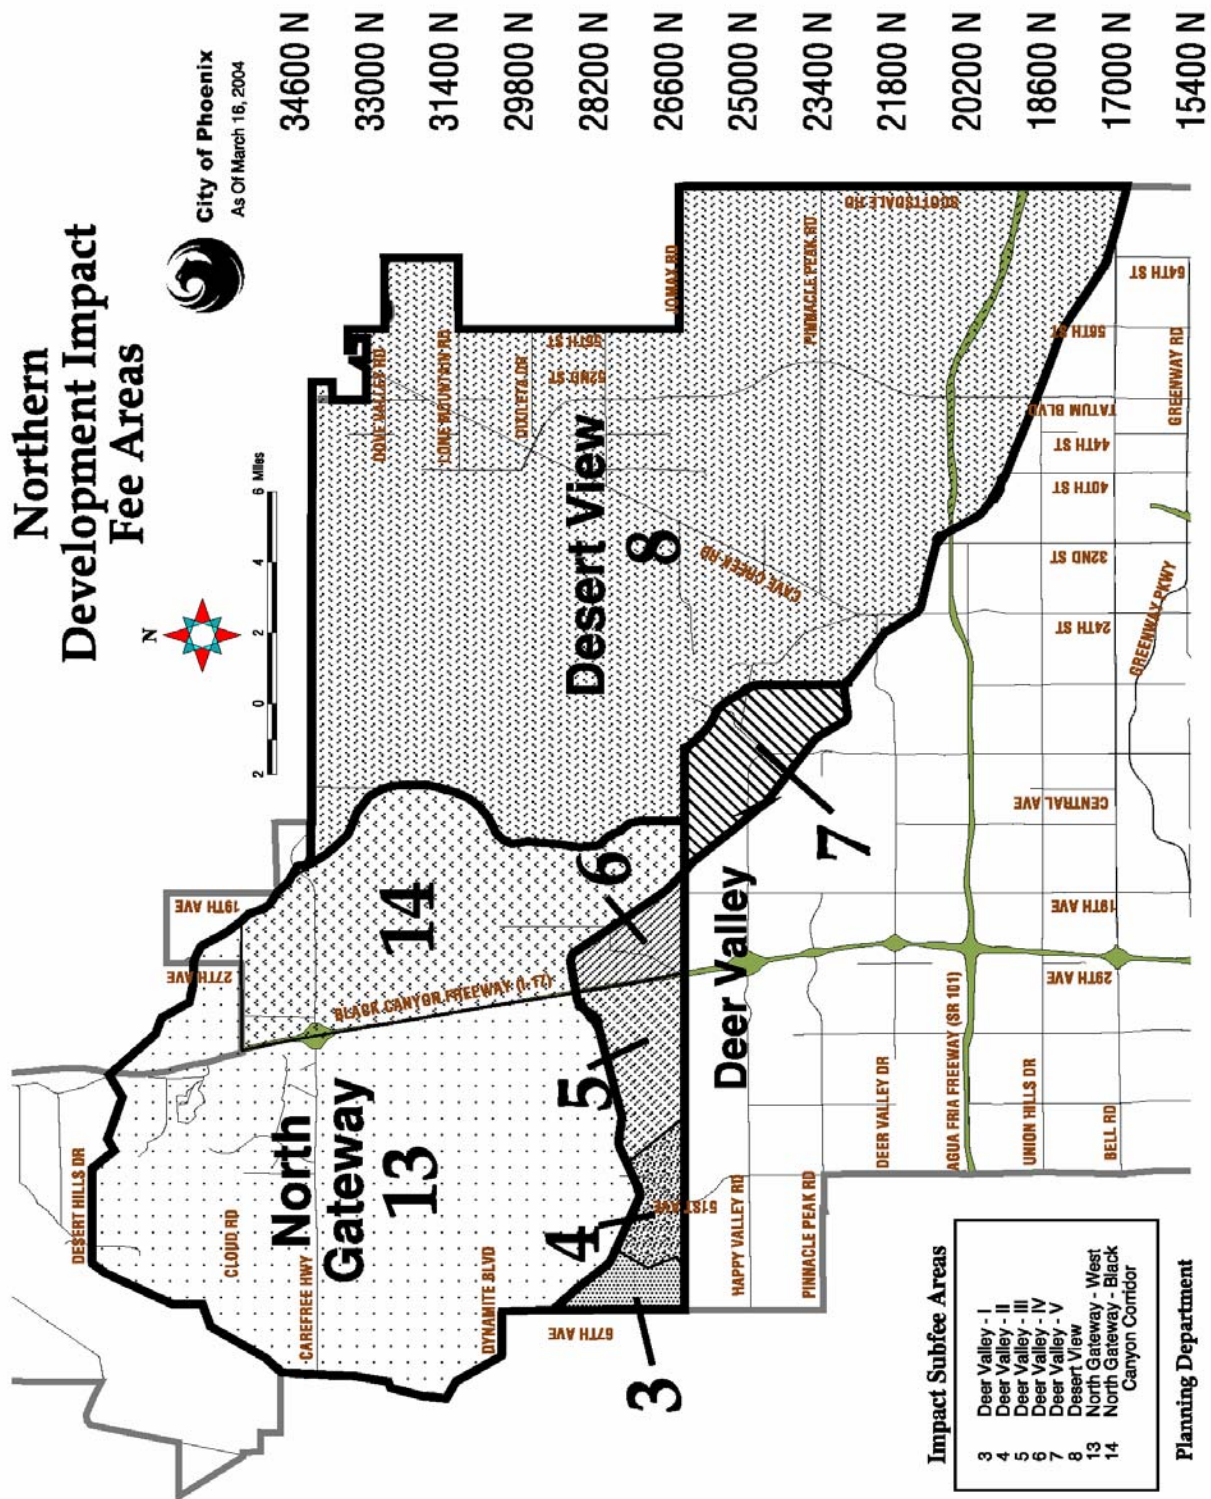 Northern
Development Impact
Fee Areas
City of Phoenix
As Of March 16, 2004
N
2 0 2 4 6 Miles
34600 N
33000 N
31400 N
29800 N
28200 N
26600 N
25000 N
23400 N
21800 N
20200 N
18600 N
17000 N
15400 N
DESERT HILLS DR
27TH AVE
19TH AVE
CLOUD RD
CAREFREE HWY
North
Gateway
13
14
BLACK CANYON FREEWAY (I-17)
DYNAMITE BLVD
67TH AVE
51ST AVE
3
4
5
6
7
Desert View
8
DOVE VALLEY RD
LONE MOUNTAIN RD
DIXILETA DR
52ND ST
56TH ST
JOMAX RD
CAVE CREEK RD
PINNACLE PEAK RD
SCOTTSDALE RD
Deer Valley
HAPPY VALLEY RD
PINNACLE PEAK RD
DEER VALLEY DR
AGUA FRIA FREEWAY (SR 101)
UNION HILLS DR
BELL RD
29TH AVE
19TH AVE
CENTRAL AVE
24TH ST
32ND ST
40TH ST
44TH ST
TATUM BLVD
56TH ST
64TH ST
GREENWAY RD
GREENWAY PKWY
Impact Subfee Areas
3 Deer Valley - I
4 Deer Valley - II
5 Deer Valley - III
6 Deer Valley - IV
7 Deer Valley - V
8 Desert View
13 North Gateway - West
14 North Gateway - Black
Canyon Corridor
Planning Department